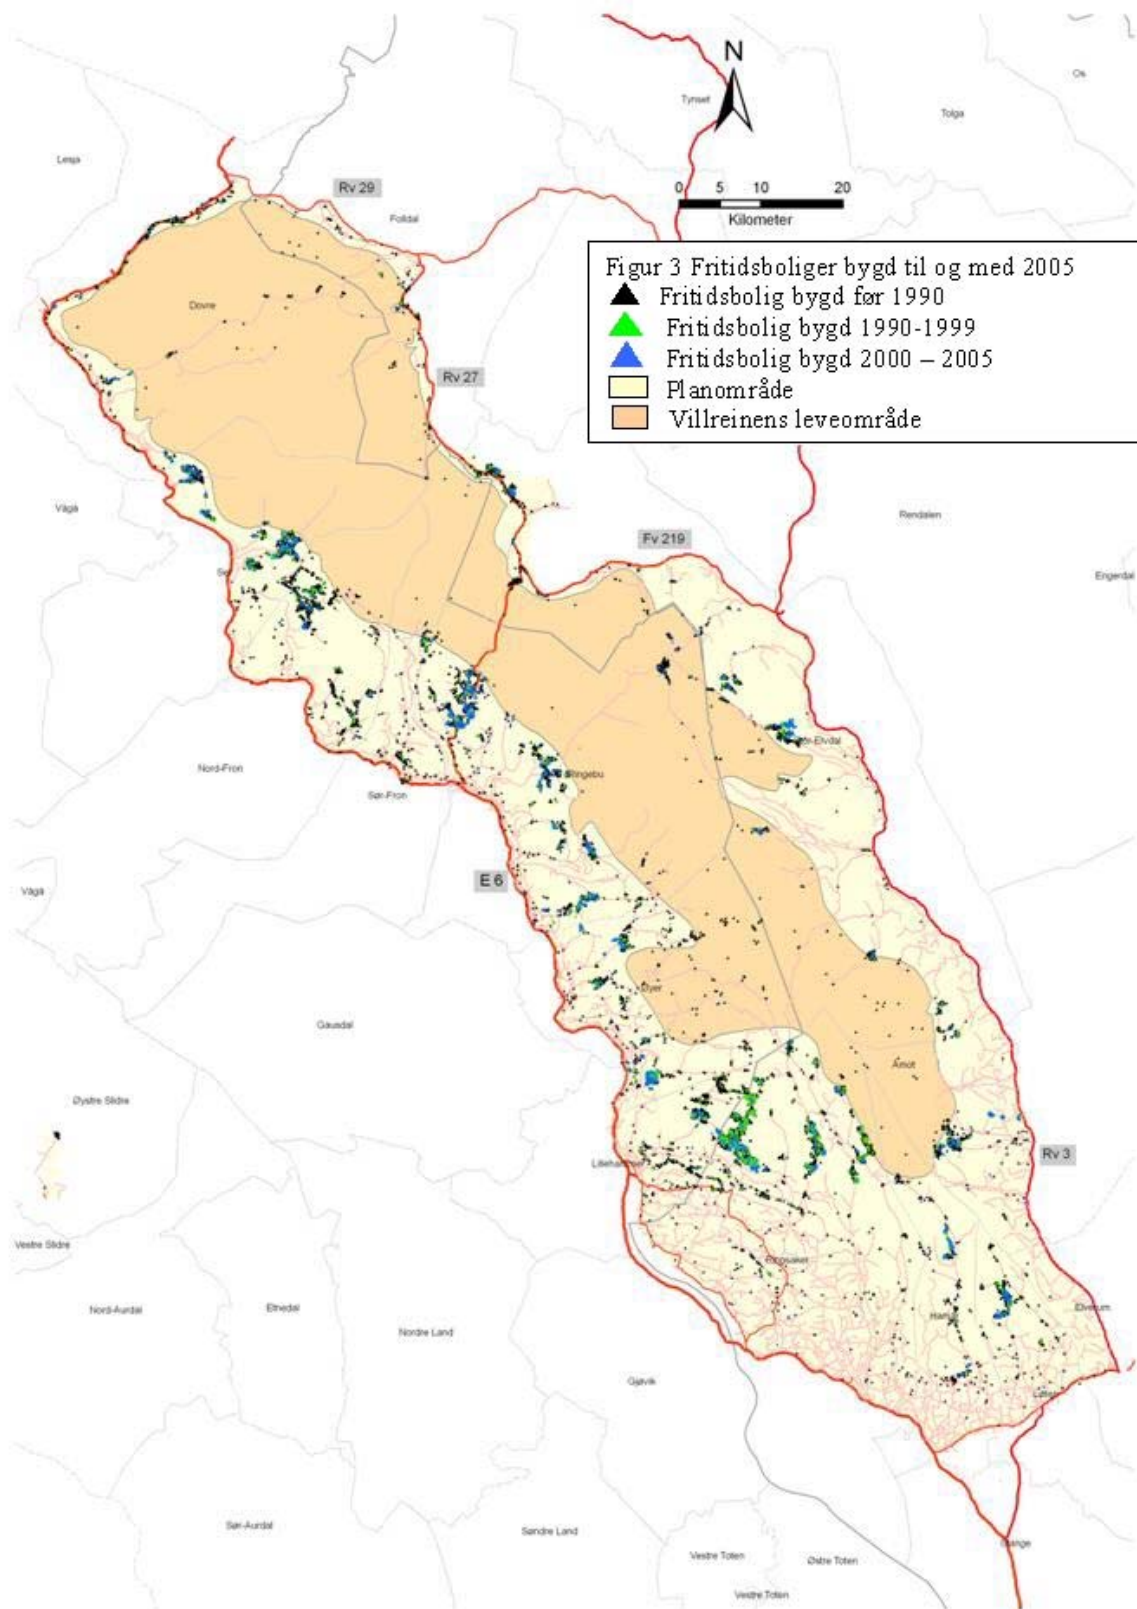 N
Os
Tynset
Tolga
Lesja
Rv 29
Folldal
0 5 10 20
Kilometer
Figur 3 Fritidsboliger bygd til og med 2005
Fritidsbolig bygd før 1990
Fritidsbolig bygd 1990-1999
Fritidsbolig bygd 2000 – 2005
Planområde
Villreinens leveområde
Dovre
Rv 27
Vågå
Rendalen
Fv 219
Engerdal
Nord-Fron
Ringebu
Sør-Fron
E 6
Vågå
Øyer
Gausdal
Åmot
Øystre Slidre
Rv 3
Vestre Slidre
Ringsaker
Nord-Aurdal
Etnedal
Nordre Land
Gjøvik
Sør-Aurdal
Søndre Land
Vestre Toten
Østre Toten
Vestre Toten